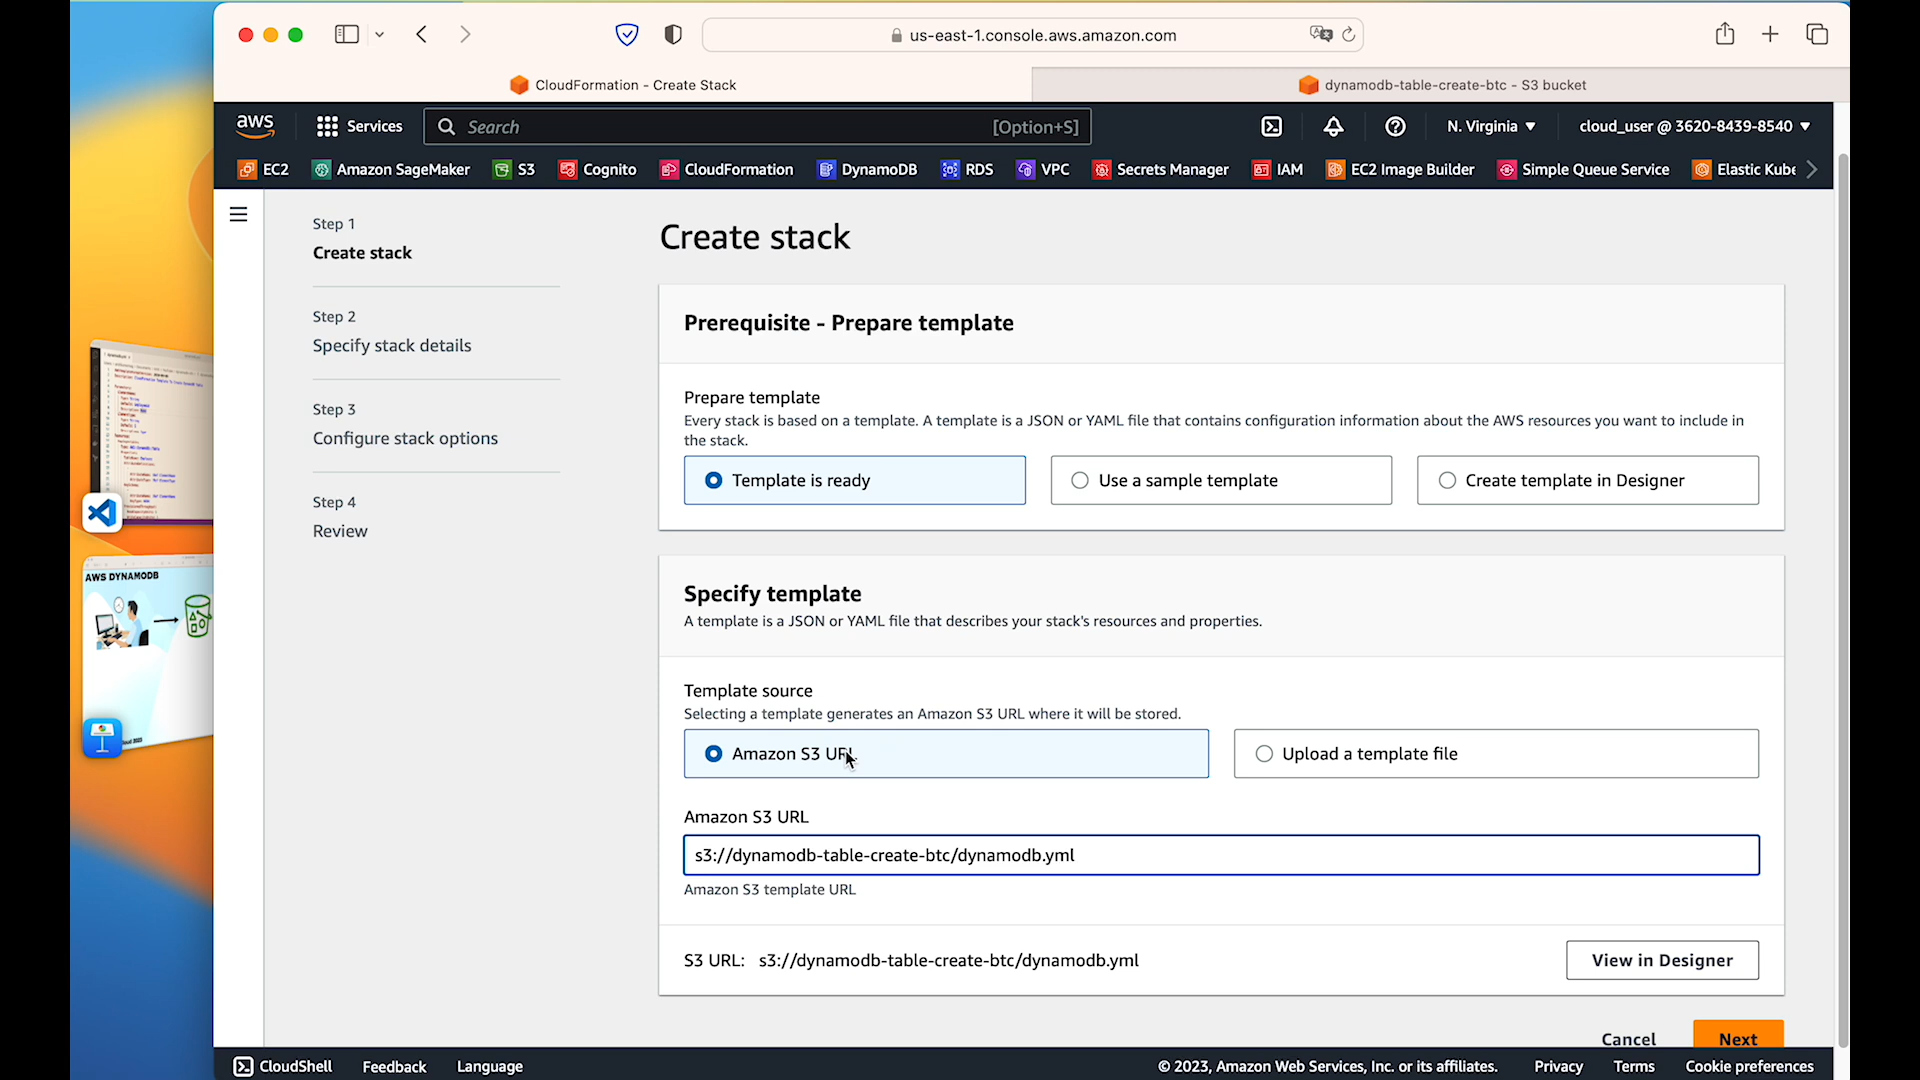 us-east-1.console.aws.amazon.com
CloudFormation - Create Stack
dynamodb-table-create-btc - S3 bucket
aws
Services
Search
[Option+S]
N. Virginia
cloud_user @ 3620-8439-8540
EC2
Amazon SageMaker
S3
Cognito
CloudFormation
DynamoDB
RDS
VPC
Secrets Manager
IAM
EC2 Image Builder
Simple Queue Service
Elastic Kube
Step 1
Create stack
Step 2
Specify stack details
Step 3
Configure stack options
Step 4
Review
Create stack
Prerequisite - Prepare template
Prepare template
Every stack is based on a template. A template is a JSON or YAML file that contains configuration information about the AWS resources you want to include in
the stack.
Template is ready
Use a sample template
Create template in Designer
Specify template
A template is a JSON or YAML file that describes your stack's resources and properties.
Template source
Selecting a template generates an Amazon S3 URL where it will be stored.
Amazon S3 URL
Upload a template file
Amazon S3 URL
s3://dynamodb-table-create-btc/dynamodb.yml
Amazon S3 template URL
S3 URL: s3://dynamodb-table-create-btc/dynamodb.yml
View in Designer
Cancel
Next
AWS DYNAMODB
CloudShell
Feedback
Language
© 2023, Amazon Web Services, Inc. or its affiliates.
Privacy
Terms
Cookie preferences